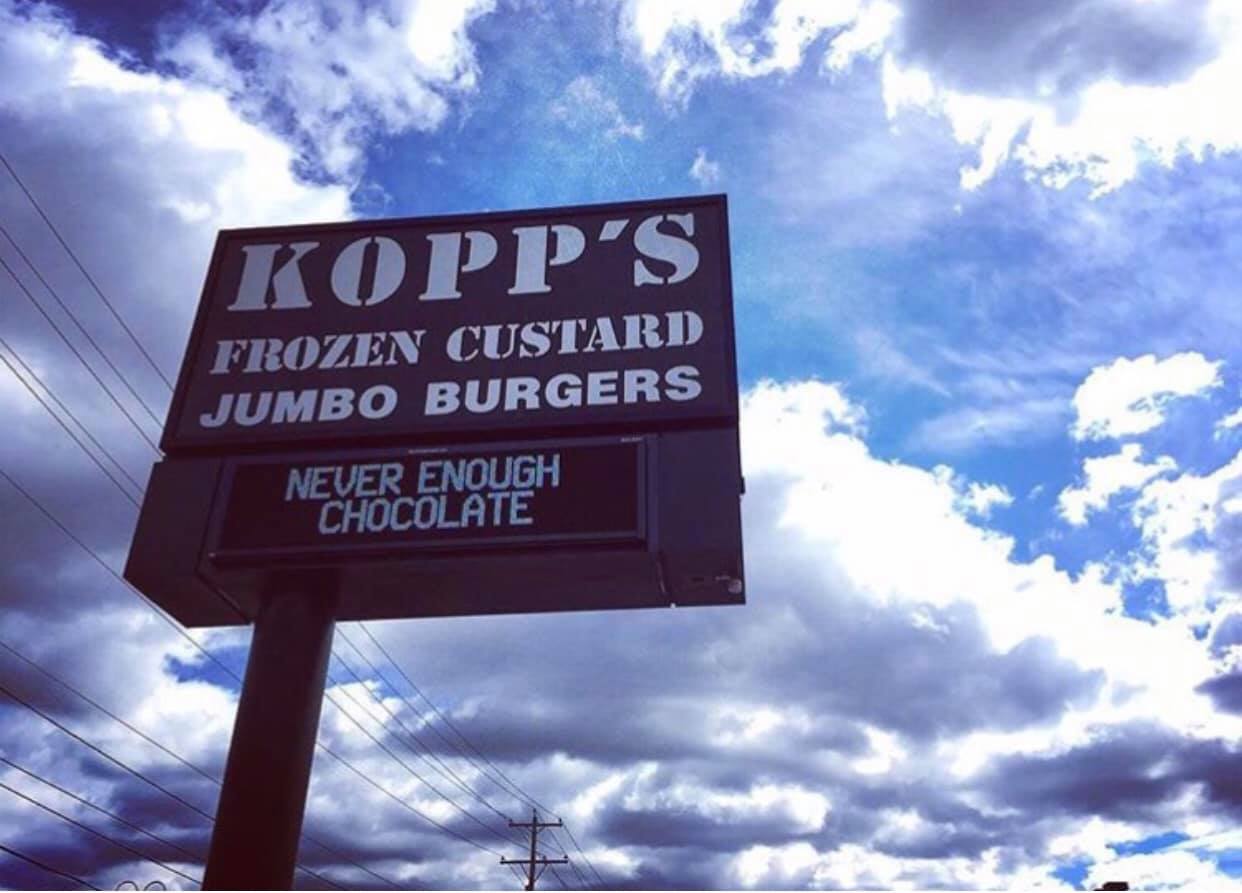 KOPP'S
FROZEN CUSTARD
JUMBO BURGERS
NEVER ENOUGH
CHOCOLATE